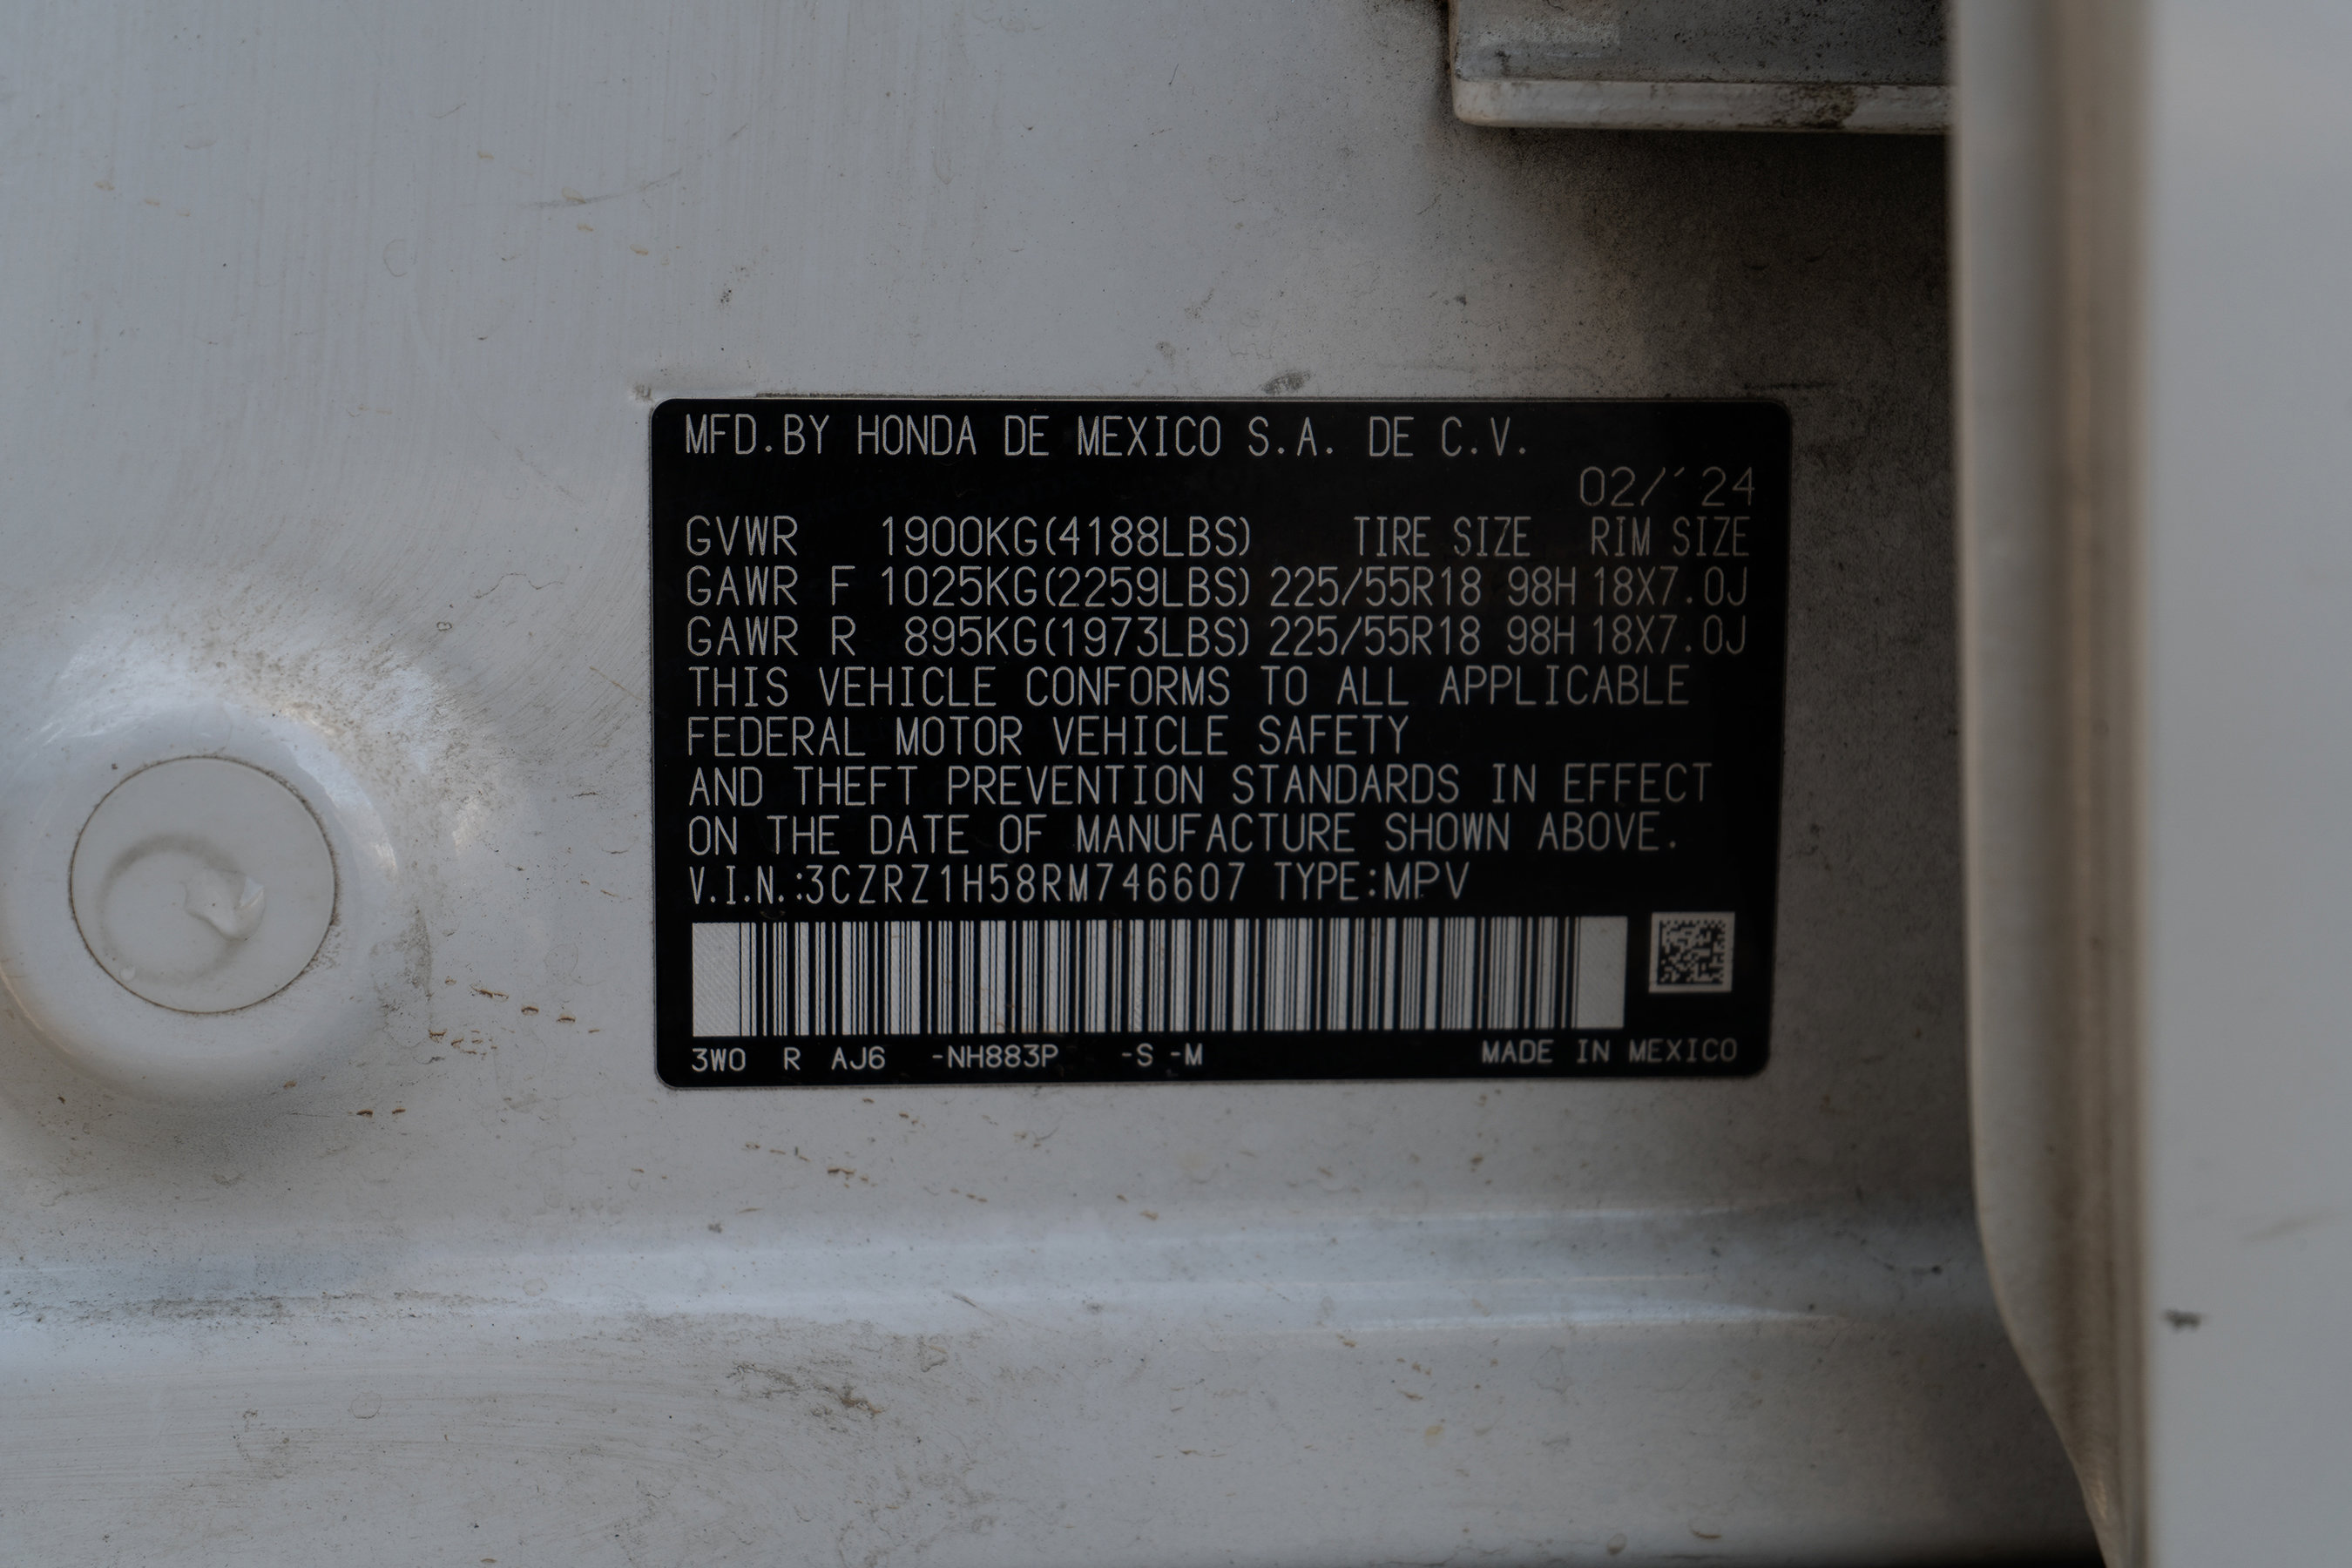 MFD.BY HONDA DE MEXICO S.A. DE C.V.
02/´24
GVWR 1900KG(4188LBS) TIRE SIZE RIM SIZE
GAWR F 1025KG(2259LBS) 225/55R18 98H 18X7.0J
GAWR R 895KG(1973LBS) 225/55R18 98H 18X7.0J
THIS VEHICLE CONFORMS TO ALL APPLICABLE
FEDERAL MOTOR VEHICLE SAFETY
AND THEFT PREVENTION STANDARDS IN EFFECT
ON THE DATE OF MANUFACTURE SHOWN ABOVE.
V.I.N.:3CZRZ1H58RM746607 TYPE:MPV
3W0 R AJ6 -NH883P -S -M MADE IN MEXICO